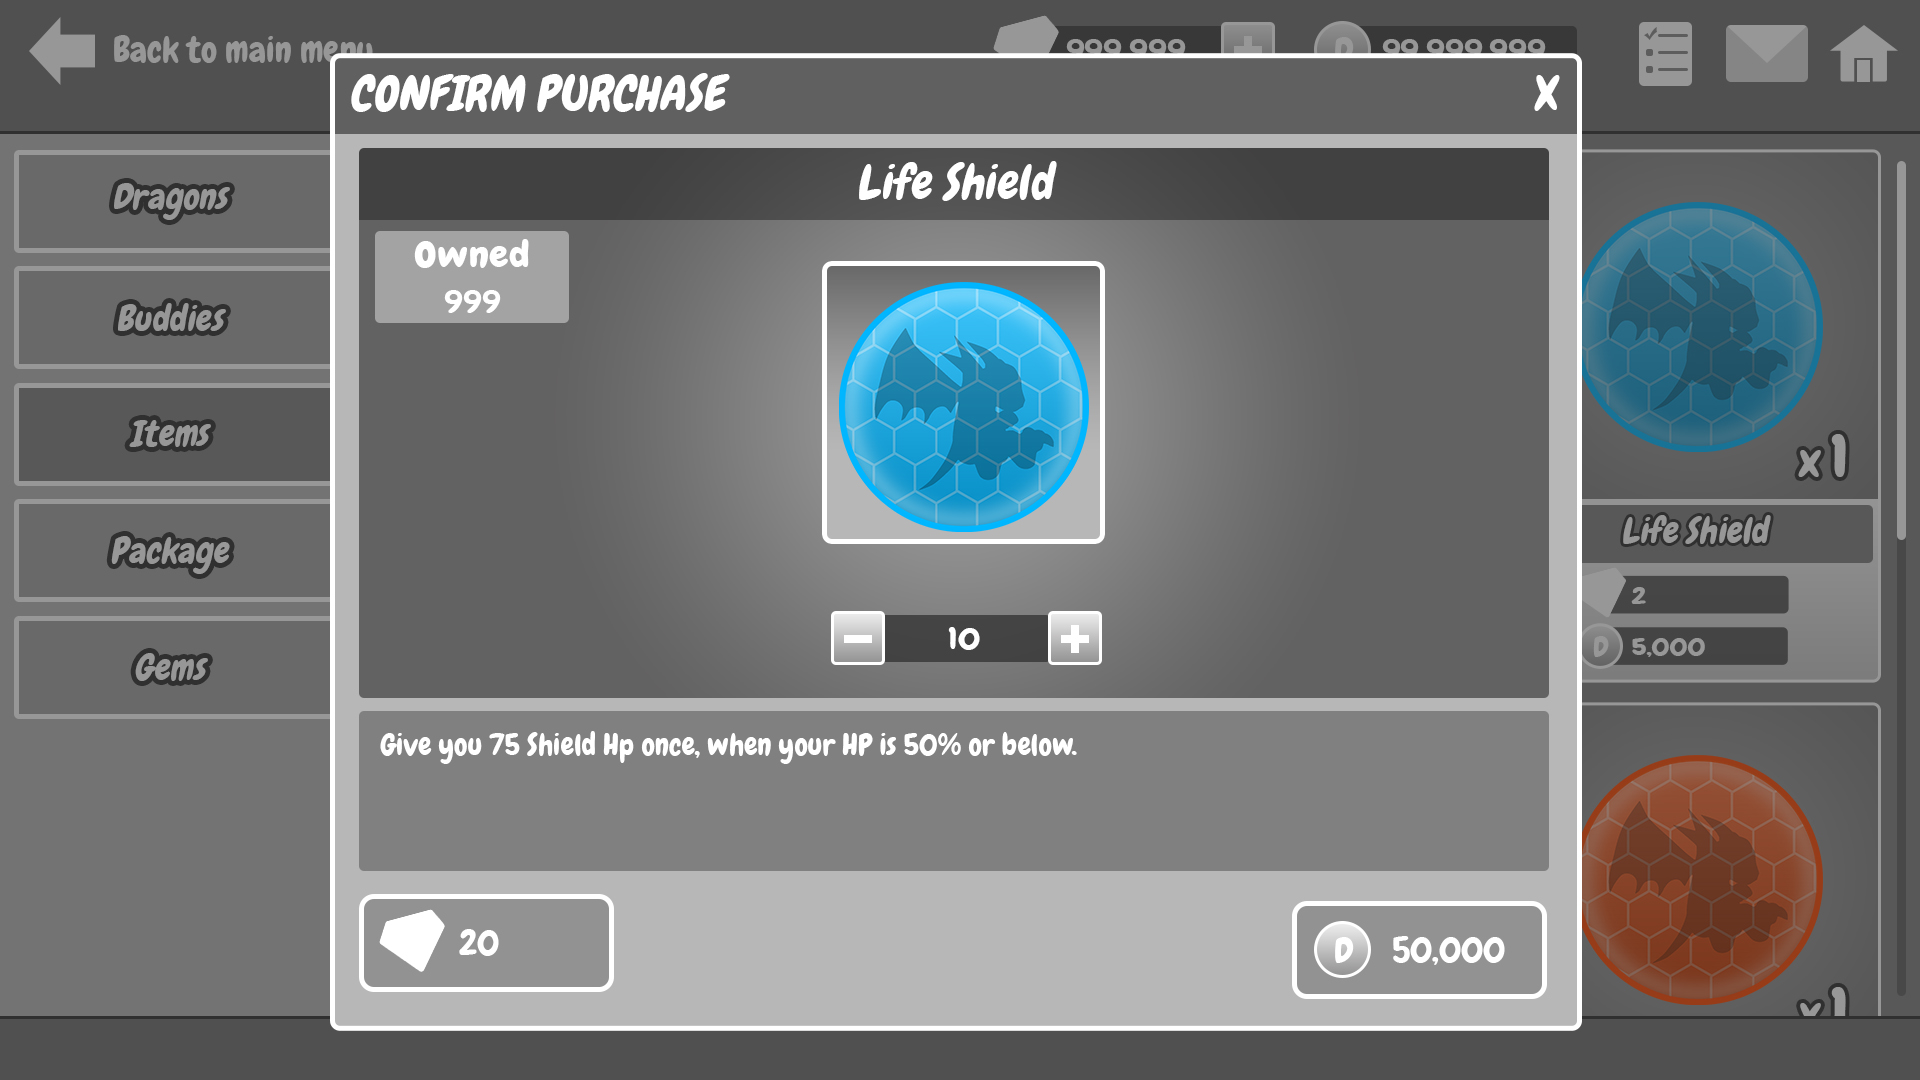 Back to main menu
999 999
D
99 999 999
CONFIRM PURCHASE
X
Life Shield
Owned
999
10
Give you 75 Shield Hp once, when your HP is 50% or below.
20
D
50,000
Dragons
Buddies
Items
Package
Gems
x1
Life Shield
2
D
5,000
x1